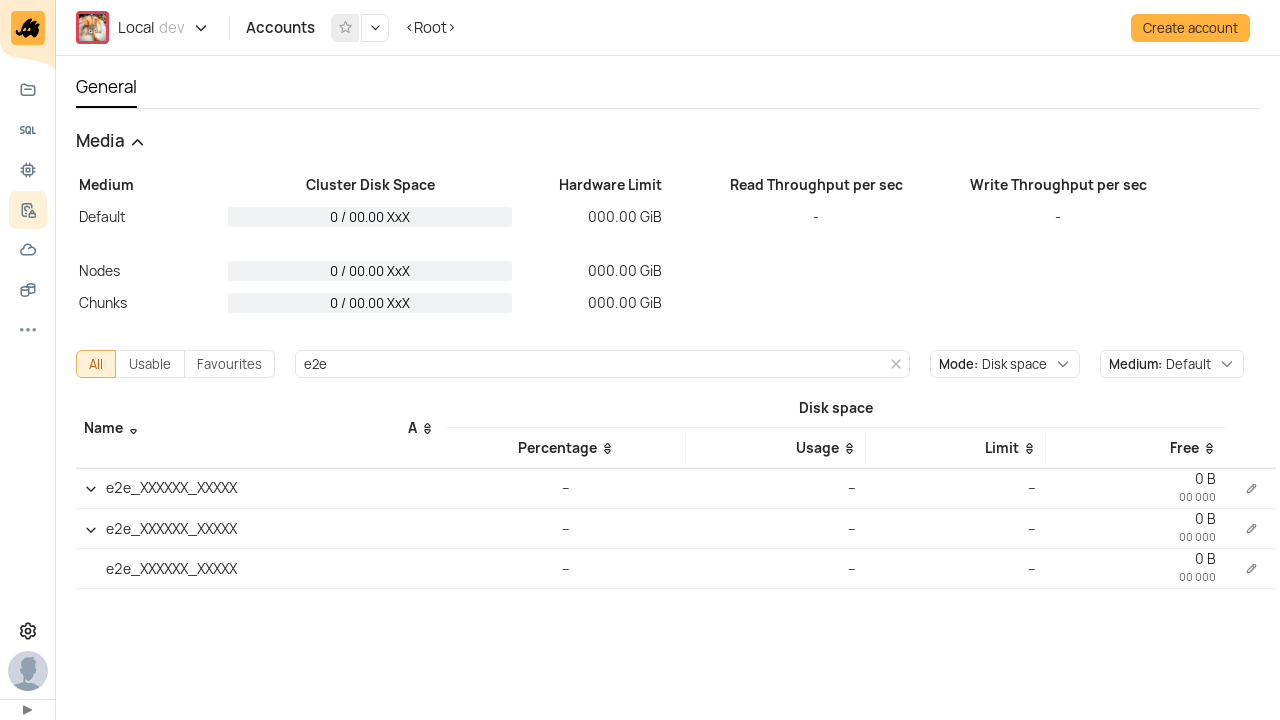 Local dev
Accounts
<Root>
Create account
SQL
General
Media
Medium Cluster Disk Space Hardware Limit Read Throughput per sec Write Throughput per sec
Default 0 / 00.00 XxX 000.00 GiB - -
Nodes 0 / 00.00 XxX 000.00 GiB
Chunks 0 / 00.00 XxX 000.00 GiB
All Usable Favourites e2e Mode: Disk space Medium: Default
Disk space
Name A
Percentage Usage Limit Free
e2e_XXXXXX_XXXXX – – – 0 B
00 000
e2e_XXXXXX_XXXXX – – – 0 B
00 000
e2e_XXXXXX_XXXXX – – – 0 B
00 000